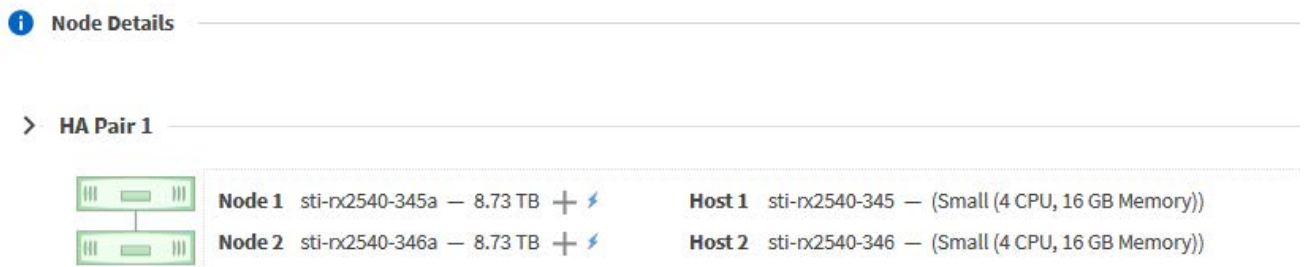 Node Details
HA Pair 1
Node 1 sti-rx2540-345a — 8.73 TB Host 1 sti-rx2540-345 — (Small (4 CPU, 16 GB Memory))
Node 2 sti-rx2540-346a — 8.73 TB Host 2 sti-rx2540-346 — (Small (4 CPU, 16 GB Memory))